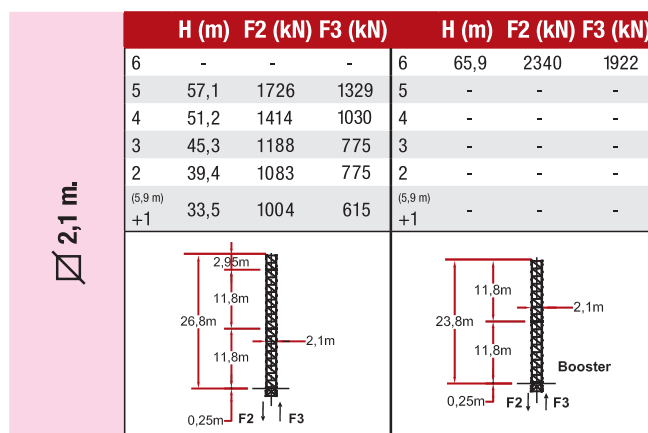 H (m) F2 (kN) F3 (kN) H (m) F2 (kN) F3 (kN)
6 - - - 6 65,9 2340 1922
5 57,1 1726 1329 5 - - -
4 51,2 1414 1030 4 - - -
3 45,3 1188 775 3 - - -
2 39,4 1083 775 2 - - -
(5,9 m) +1 33,5 1004 615 (5,9 m) +1 - - -
2,1 m.
2,95m
11,8m
26,8m
2,1m
11,8m
0,25m F2 F3
11,8m
23,8m
2,1m
11,8m
Booster
0,25m F2 F3